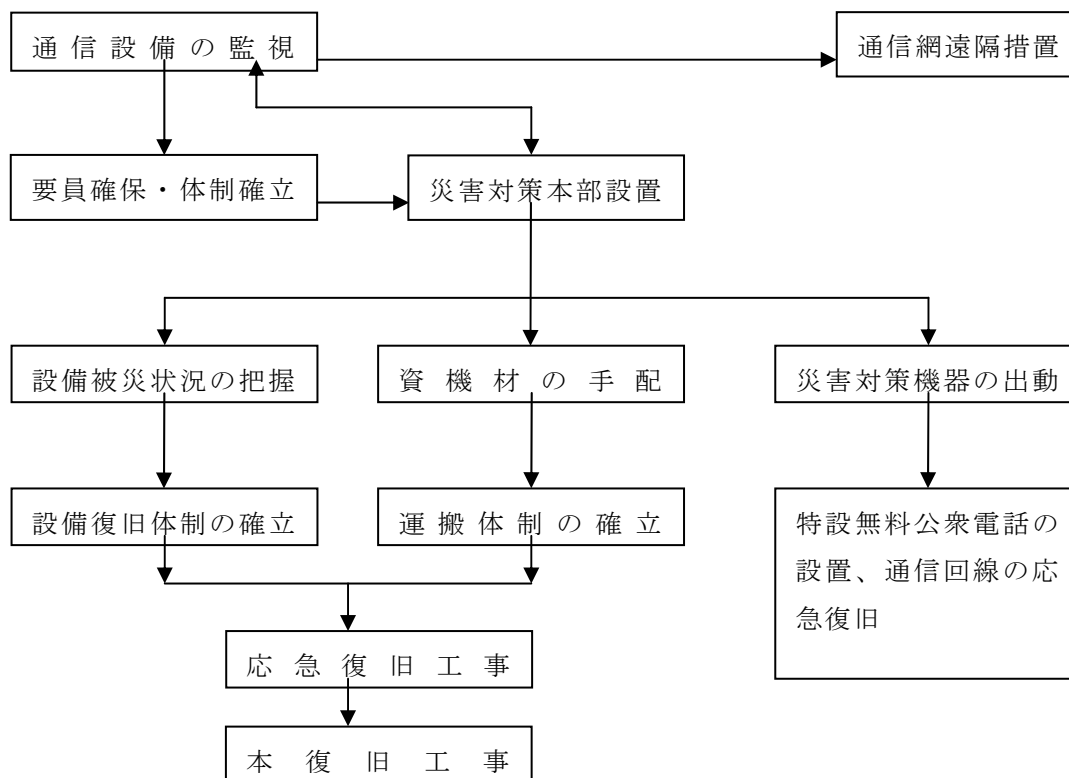 通信設備の監視
通信網遠隔措置
要員確保・体制確立
災害対策本部設置
設備被災状況の把握
資機材の手配
災害対策機器の出動
設備復旧体制の確立
運搬体制の確立
特設無料公衆電話の
設置、通信回線の応
急復旧
応急復旧工事
本復旧工事